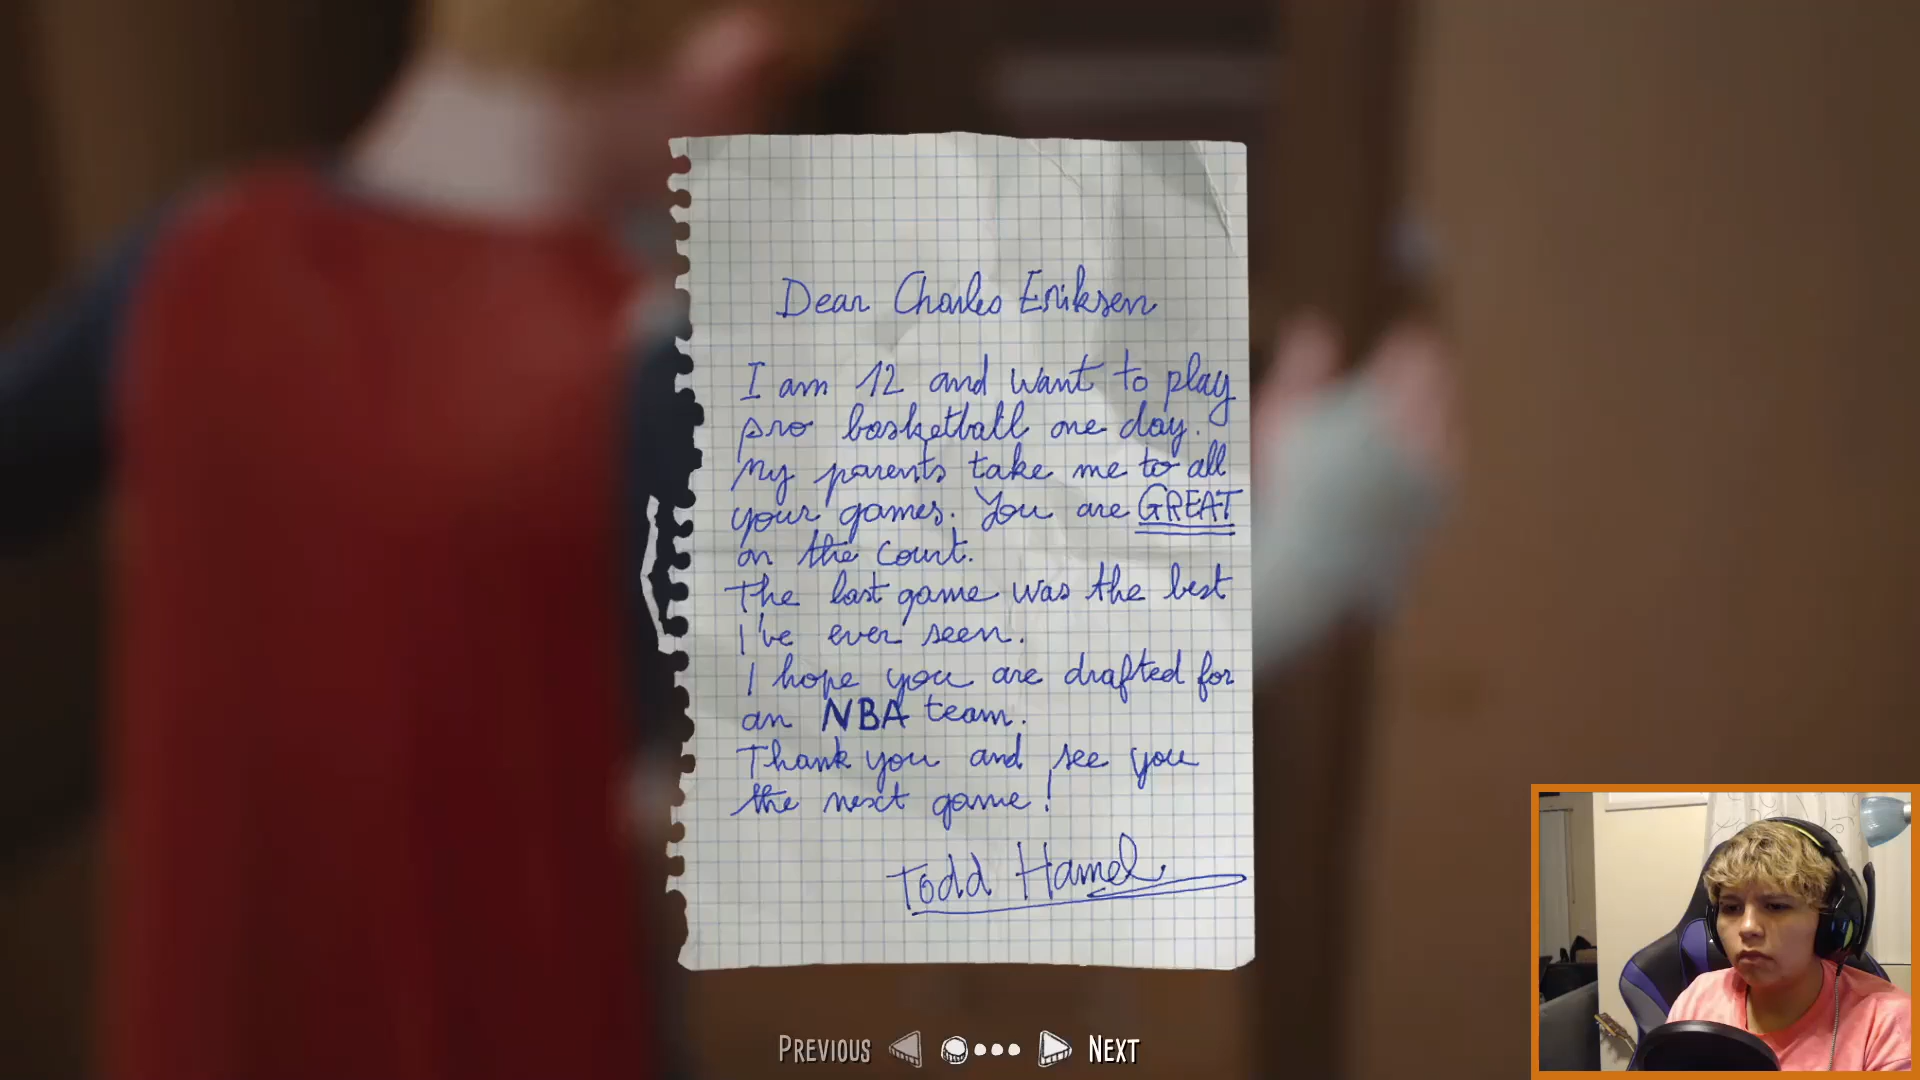 Dear Charles Eriksen
I am 12 and want to play
pro basketball one day.
My parents take me to all
your games. You are GREAT
on the court.
The last game was the best
I've ever seen.
I hope you are drafted for
an NBA team.
Thank you and see you
the next game!
Todd Hamel
PREVIOUS
NEXT